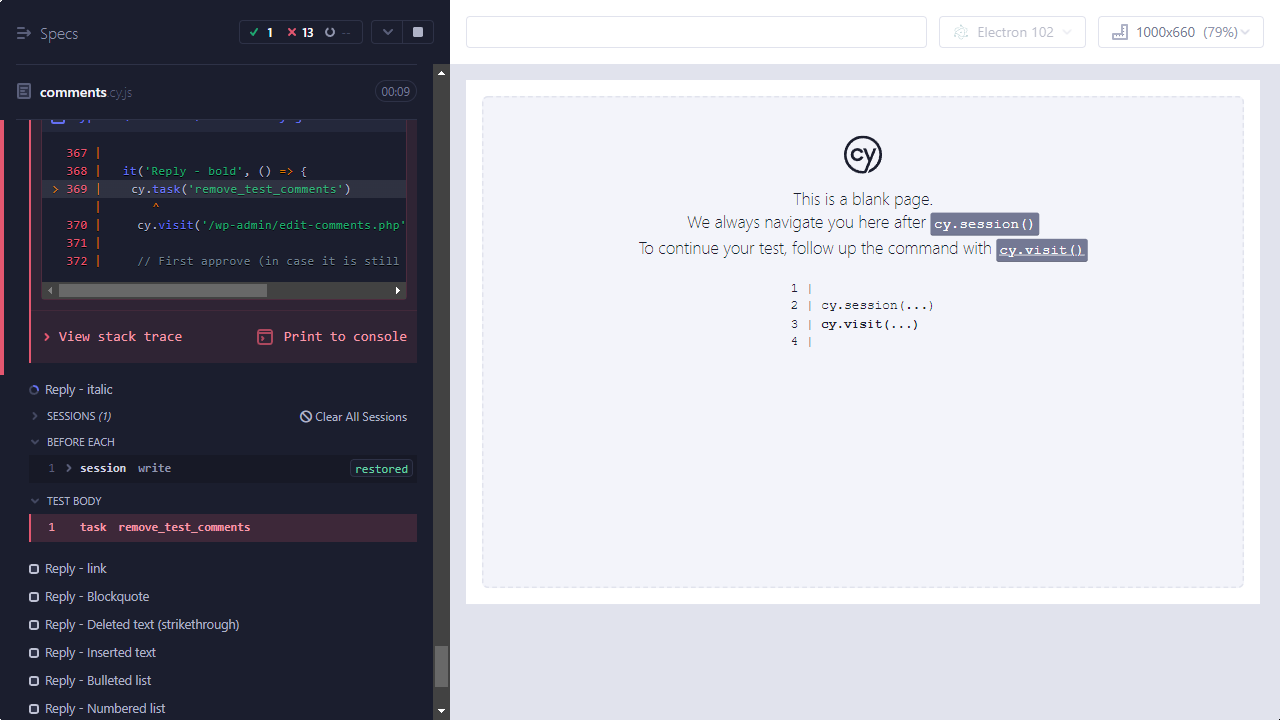 Specs
1 13 --
comments.cy.js 00:09
367 |
368 | it('Reply - bold', () => {
> 369 | cy.task('remove_test_comments')
| ^
370 | cy.visit('/wp-admin/edit-comments.php'
371 |
372 | // First approve (in case it is still
View stack trace Print to console
Reply - italic
SESSIONS (1) Clear All Sessions
BEFORE EACH
1 session write restored
TEST BODY
1 task remove_test_comments
Reply - link
Reply - Blockquote
Reply - Deleted text (strikethrough)
Reply - Inserted text
Reply - Bulleted list
Reply - Numbered list
Electron 102
1000x660 (79%)
cy
This is a blank page.
We always navigate you here after cy.session()
To continue your test, follow up the command with cy.visit()
1 |
2 | cy.session(...)
3 | cy.visit(...)
4 |